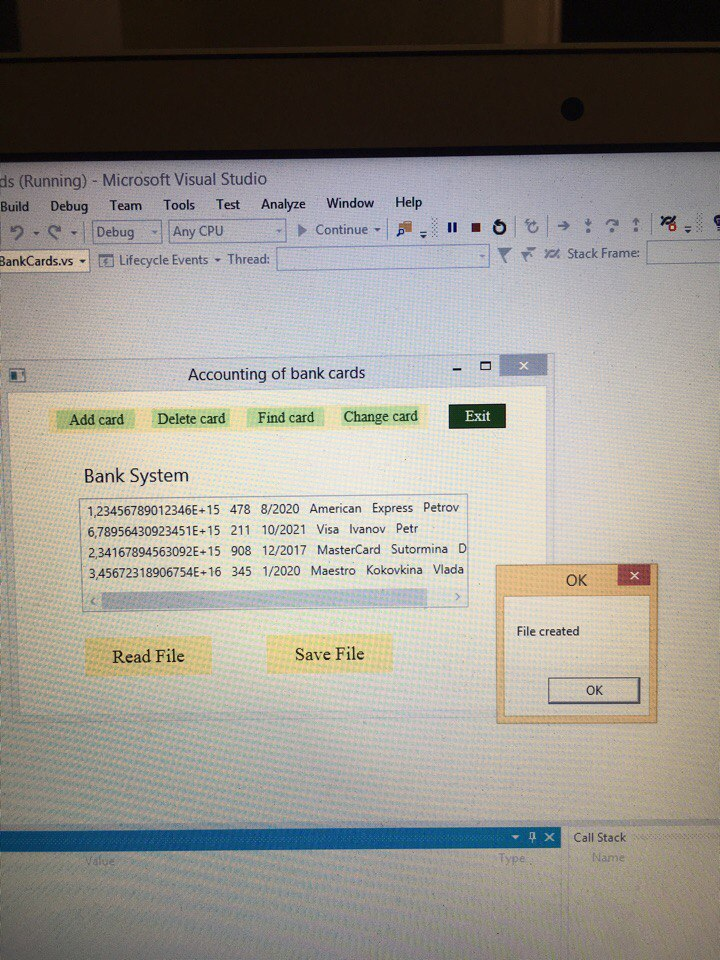 ds (Running) - Microsoft Visual Studio
Build Debug Team Tools Test Analyze Window Help
Debug Any CPU Continue
BankCards.vs Lifecycle Events Thread: Stack Frame:
Accounting of bank cards
Add card Delete card Find card Change card Exit
Bank System
1,23456789012346E+15 478 8/2020 American Express Petrov
6,78956430923451E+15 211 10/2021 Visa Ivanov Petr
2,34167894563092E+15 908 12/2017 MasterCard Sutormina D
3,45672318906754E+16 345 1/2020 Maestro Kokovkina Vlada
OK
File created
OK
Read File Save File
Call Stack
Value Type Name